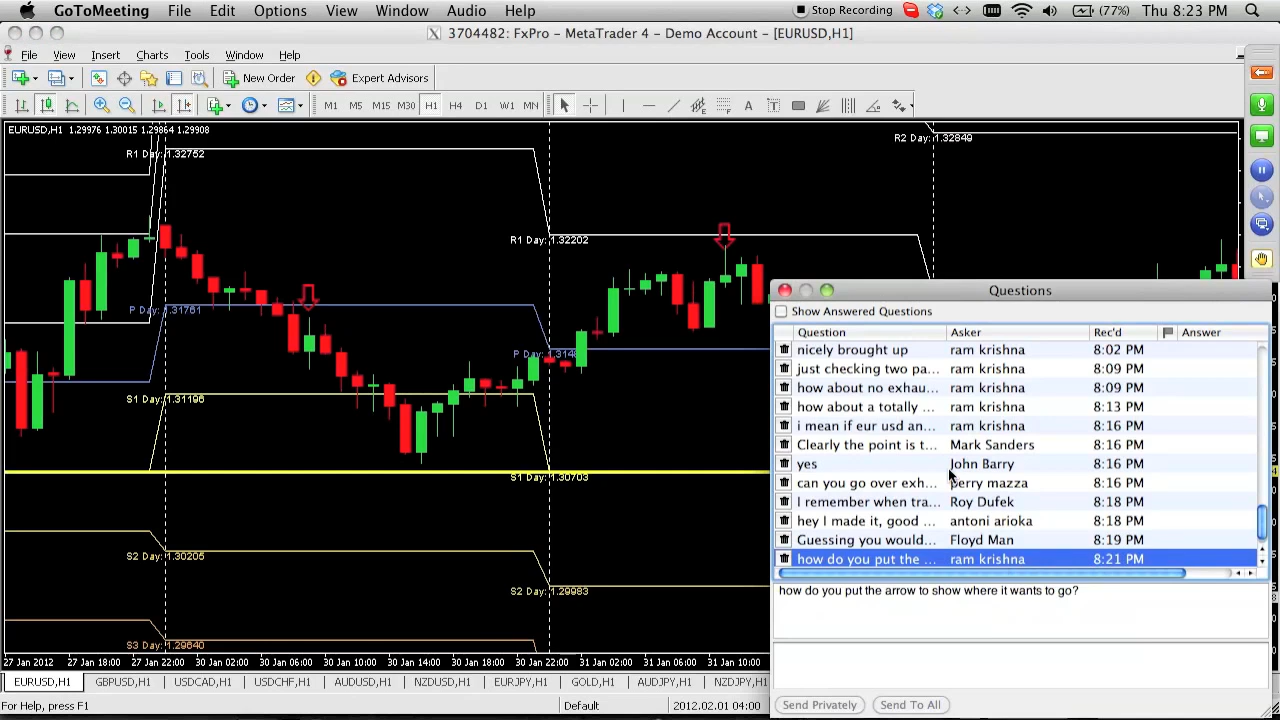 GoToMeeting File Edit Options View Window Audio Help Stop Recording (77%) Thu 8:23 PM
3704482: FxPro - MetaTrader 4 - Demo Account - [EURUSD,H1]
File View Insert Charts Tools Window Help
New Order Expert Advisors
M1 M5 M15 M30 H1 H4 D1 W1 MN A T
EURUSD,H1 1.29976 1.30015 1.29864 1.29908
R2 Day: 1.32849
R1 Day: 1.32752
R1 Day: 1.32202
P Day: 1.31761
P Day:
S1 Day: 1.31196
S1 Day: 1.30703
S2 Day: 1.30205
S2 Day: 1.29983
S3 Day: 1.29640
27 Jan 2012 27 Jan 18:00 27 Jan 22:00 30 Jan 02:00 30 Jan 06:00 30 Jan 10:00 30 Jan 14:00 30 Jan 18:00 30 Jan 22:00 31 Jan 02:00 31 Jan 06:00 31 Jan 10:00
EURUSD,H1 GBPUSD,H1 USDCAD,H1 USDCHF,H1 AUDUSD,H1 NZDUSD,H1 EURJPY,H1 GOLD,H1 AUDJPY,H1 NZDJPY,H1
For Help, press F1 Default 2012.02.01 04:00
Questions
Show Answered Questions
Question Asker Rec'd Answer
nicely brought up ram krishna 8:02 PM
just checking two pa... ram krishna 8:09 PM
how about no exhau... ram krishna 8:09 PM
how about a totally ... ram krishna 8:13 PM
i mean if eur usd an... ram krishna 8:16 PM
Clearly the point is t... Mark Sanders 8:16 PM
yes John Barry 8:16 PM
can you go over exh... perry mazza 8:16 PM
I remember when tra... Roy Dufek 8:18 PM
hey I made it, good ... antoni arioka 8:18 PM
Guessing you would... Floyd Man 8:19 PM
how do you put the ... ram krishna 8:21 PM
how do you put the arrow to show where it wants to go?
Send Privately Send To All